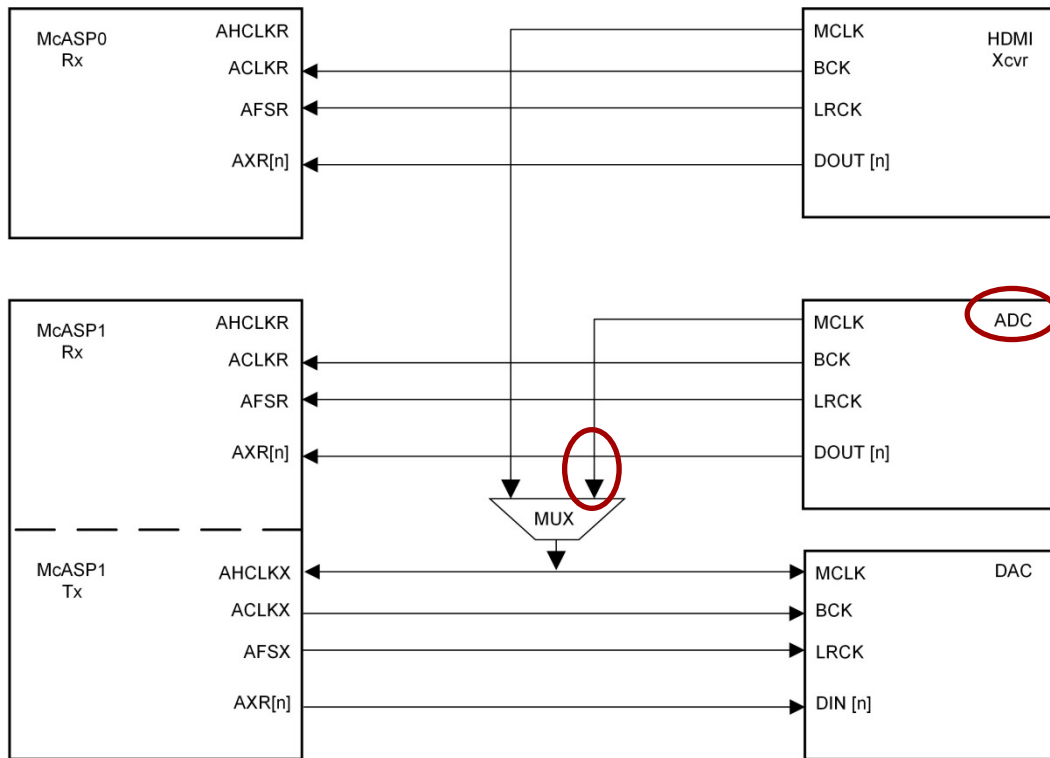 McASP0
Rx
AHCLKR
ACLKR
AFSR
AXR[n]
MCLK
BCK
LRCK
DOUT [n]
HDMI
Xcvr
McASP1
Rx
AHCLKR
ACLKR
AFSR
AXR[n]
MCLK
BCK
LRCK
DOUT [n]
ADC
MUX
McASP1
Tx
AHCLKX
ACLKX
AFSX
AXR[n]
MCLK
BCK
LRCK
DIN [n]
DAC